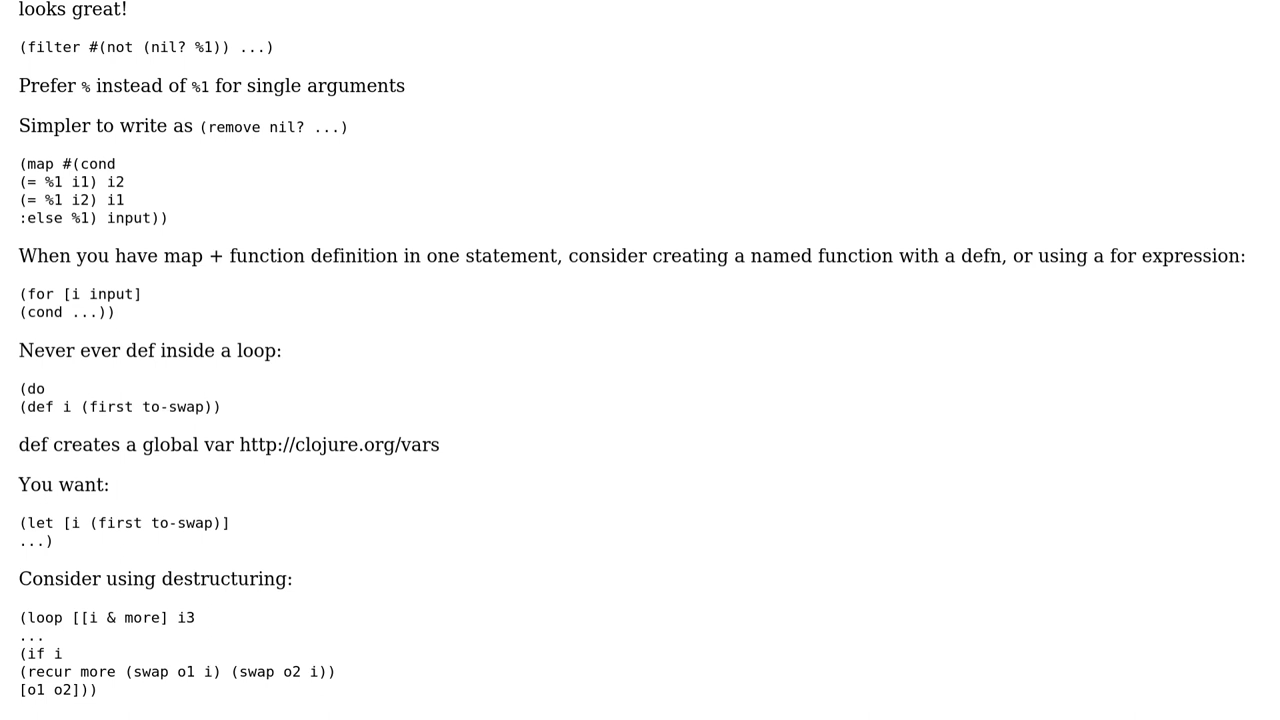 looks great!
(filter #(not (nil? %1)) ...)
Prefer % instead of %1 for single arguments
Simpler to write as (remove nil? ...)
(map #(cond
(= %1 i1) i2
(= %1 i2) i1
:else %1) input))
When you have map + function definition in one statement, consider creating a named function with a defn, or using a for expression:
(for [i input]
(cond ...))
Never ever def inside a loop:
(do
(def i (first to-swap))
def creates a global var http://clojure.org/vars
You want:
(let [i (first to-swap)]
...)
Consider using destructuring:
(loop [[i & more] i3
...
(if i
(recur more (swap o1 i) (swap o2 i))
[o1 o2]))